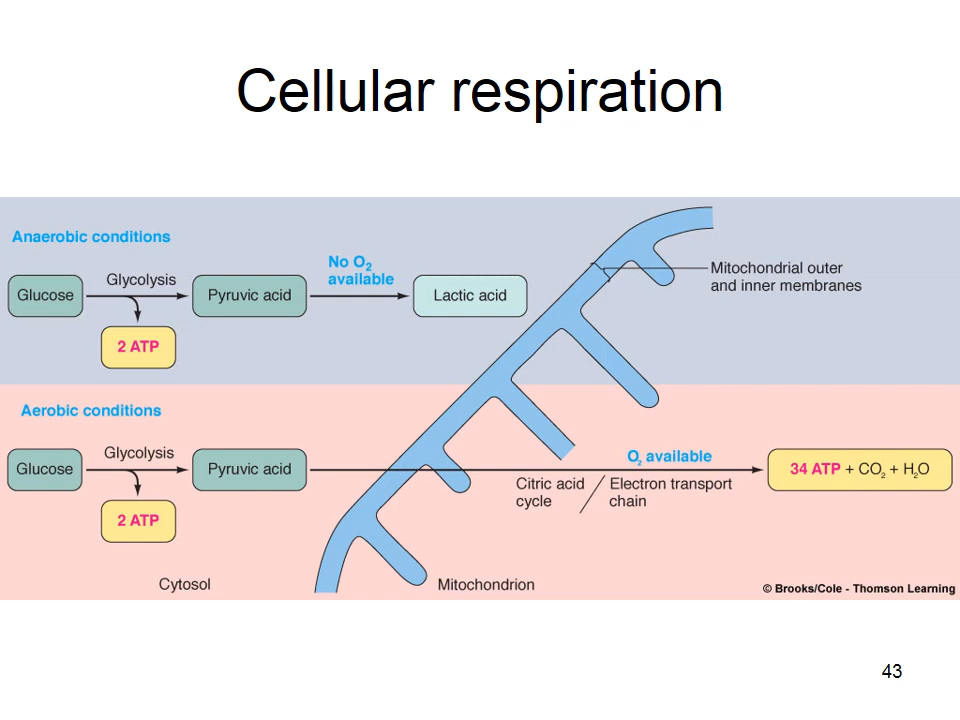 Cellular respiration
Anaerobic conditions
Glucose
Glycolysis
2 ATP
Pyruvic acid
No O₂
available
Lactic acid
Mitochondrial outer
and inner membranes
Aerobic conditions
Glucose
Glycolysis
2 ATP
Pyruvic acid
O₂ available
Citric acid
cycle
Electron transport
chain
34 ATP + CO₂ + H₂O
Cytosol
Mitochondrion
© Brooks/Cole - Thomson Learning
43